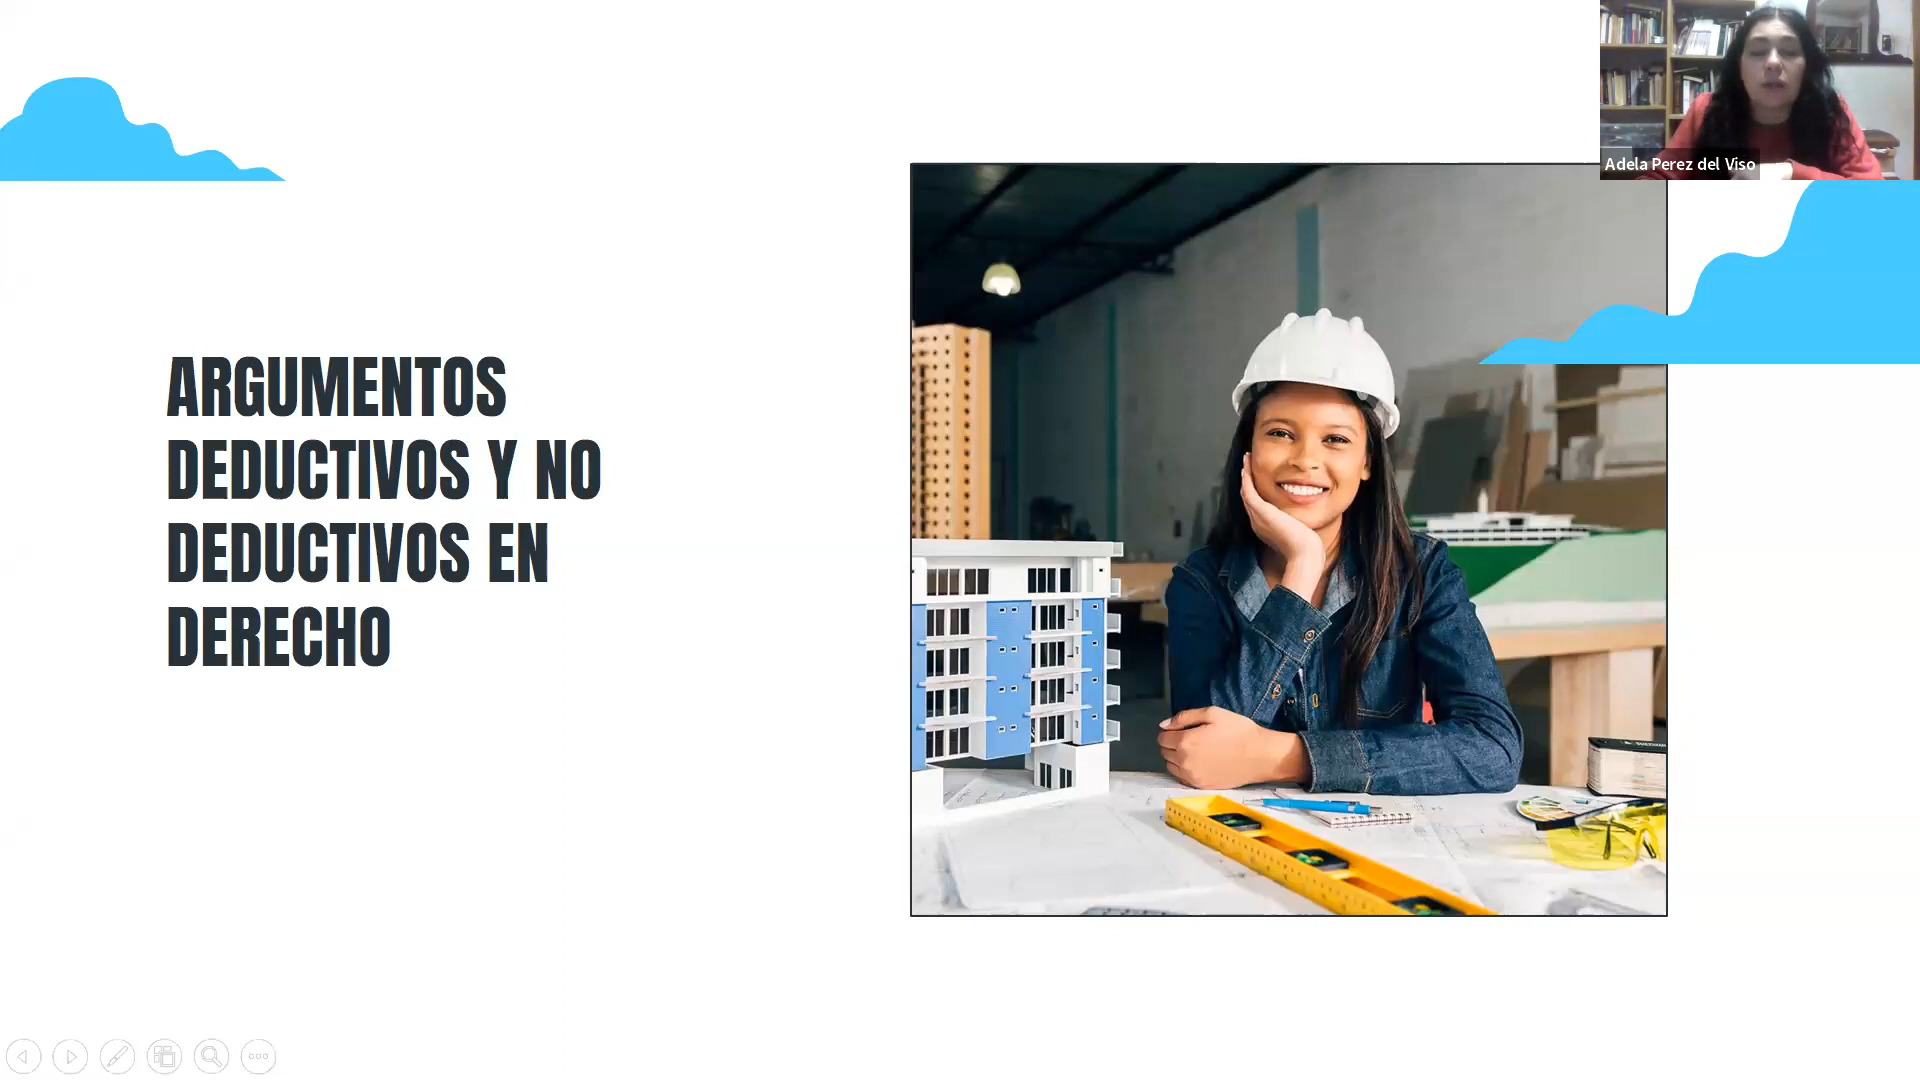 Adela Perez del Viso
ARGUMENTOS
DEDUCTIVOS Y NO
DEDUCTIVOS EN
DERECHO